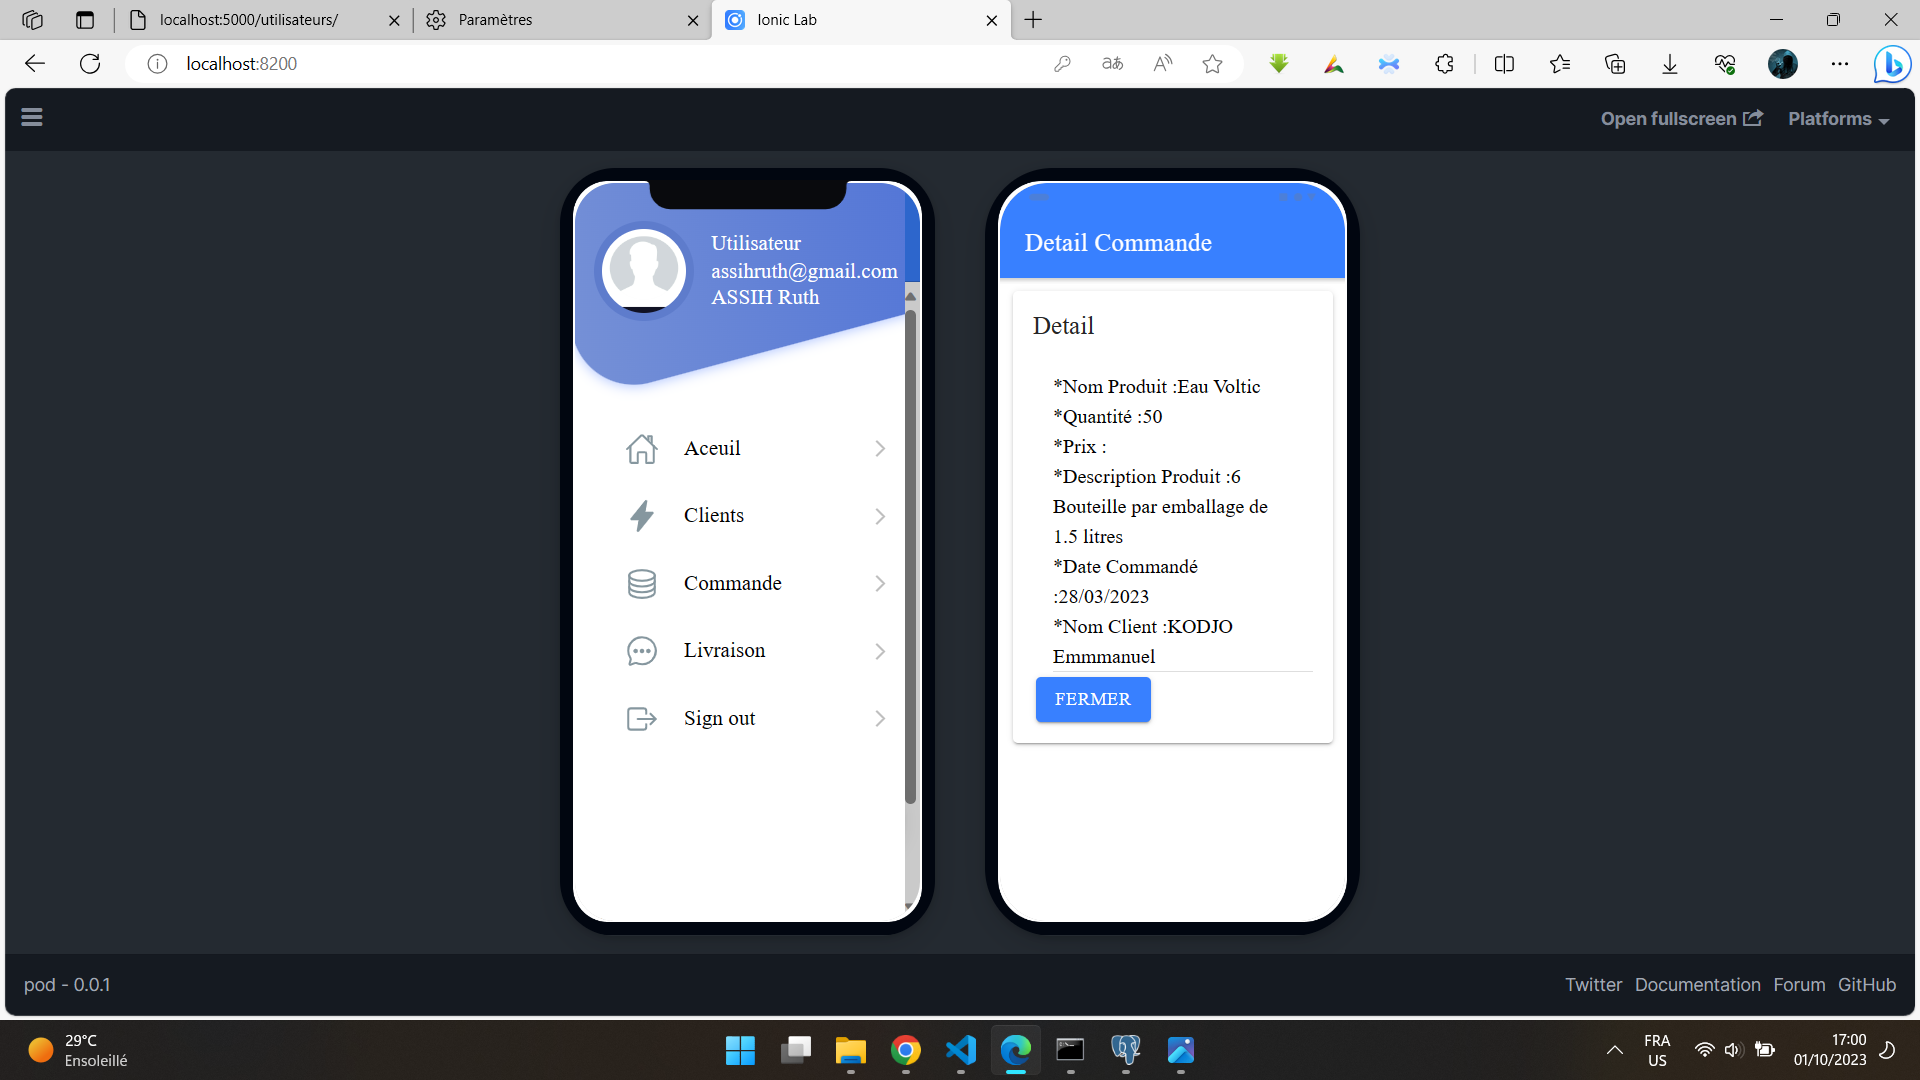 localhost:5000/utilisateurs/
Paramètres
Ionic Lab
localhost:8200
Open fullscreen
Platforms
Utilisateur
assihruth@gmail.com
ASSIH Ruth
Aceuil
Clients
Commande
Livraison
Sign out
Detail Commande
Detail
*Nom Produit :Eau Voltic
*Quantité :50
*Prix :
*Description Produit :6
Bouteille par emballage de
1.5 litres
*Date Commandé
:28/03/2023
*Nom Client :KODJO
Emmmanuel
FERMER
pod - 0.0.1
Twitter Documentation Forum GitHub
29°C
Ensoleillé
FRA
US
17:00
01/10/2023